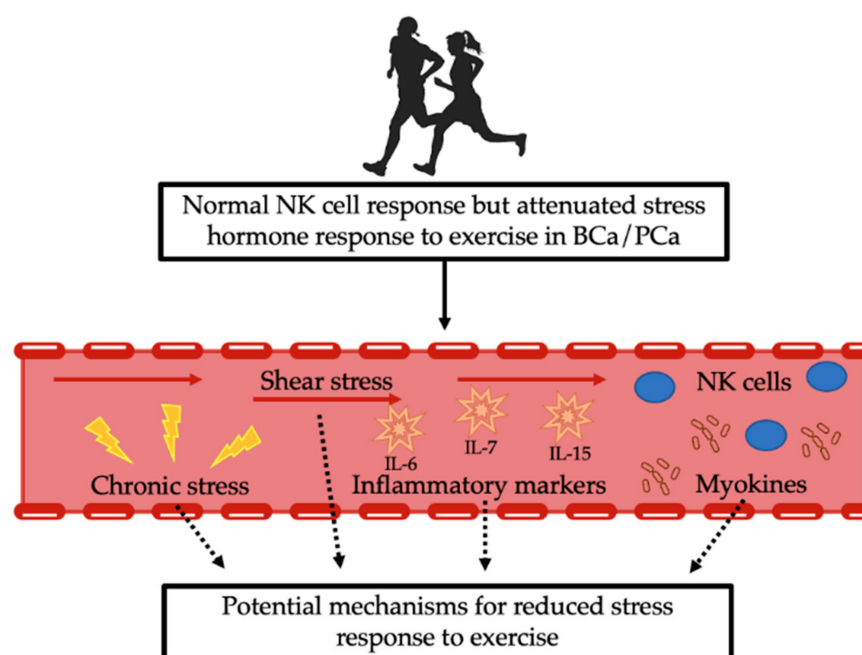 Normal NK cell response but attenuated stress
hormone response to exercise in BCa/PCa
Shear stress
NK cells
IL-6
IL-7
IL-15
Chronic stress
Inflammatory markers
Myokines
Potential mechanisms for reduced stress
response to exercise